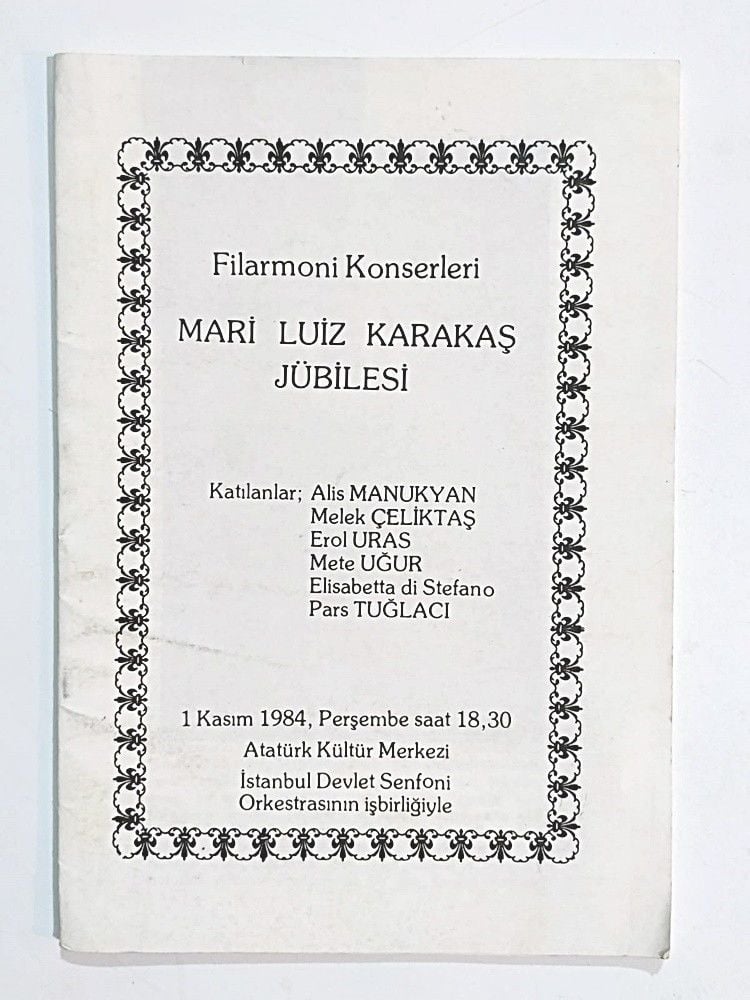 Filarmoni Konserleri
MARİ LUİZ KARAKAŞ
JÜBİLESİ
Katılanlar; Alis MANUKYAN
Melek ÇELİKTAŞ
Erol URAS
Mete UĞUR
Elisabetta di Stefano
Pars TUĞLACI
1 Kasım 1984, Perşembe saat 18,30
Atatürk Kültür Merkezi
İstanbul Devlet Senfoni
Orkestrasının işbirliğiyle